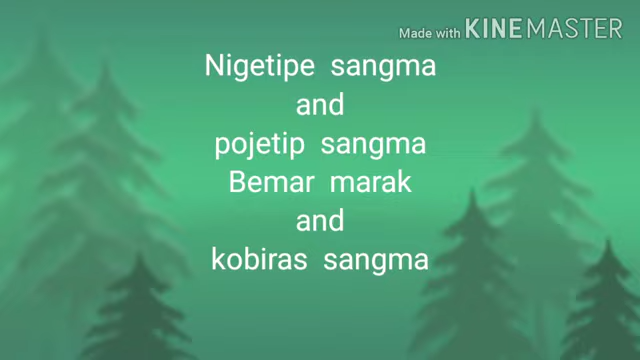 Made with KINEMASTER
Nigetipe sangma
and
pojetip sangma
Bemar marak
and
kobiras sangma